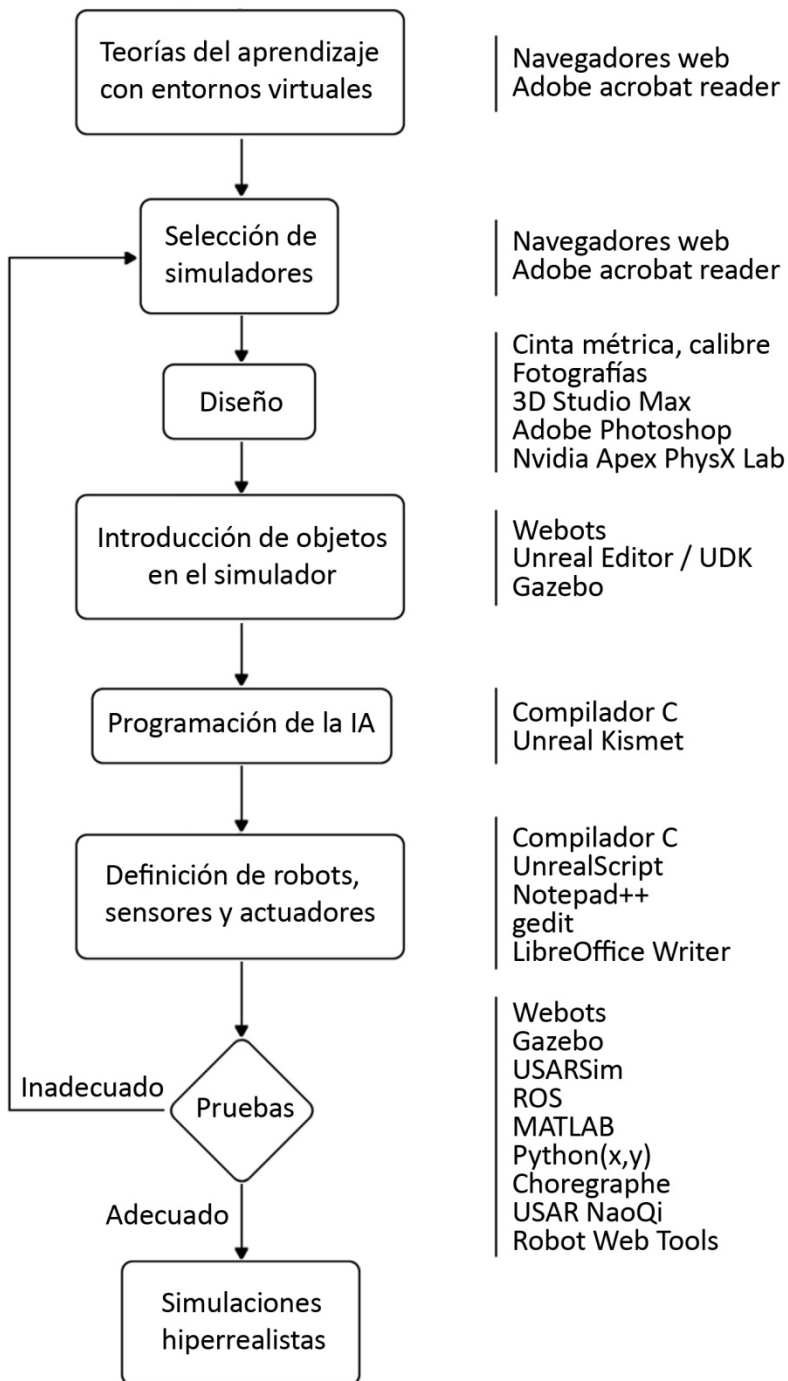 Teorías del aprendizaje
con entornos virtuales
Navegadores web
Adobe acrobat reader
Selección de
simuladores
Navegadores web
Adobe acrobat reader
Diseño
Cinta métrica, calibre
Fotografías
3D Studio Max
Adobe Photoshop
Nvidia Apex PhysX Lab
Introducción de objetos
en el simulador
Webots
Unreal Editor / UDK
Gazebo
Programación de la IA
Compilador C
Unreal Kismet
Definición de robots,
sensores y actuadores
Compilador C
UnrealScript
Notepad++
gedit
LibreOffice Writer
Inadecuado
Pruebas
Adecuado
Webots
Gazebo
USARSim
ROS
MATLAB
Python(x,y)
Choregraphe
USAR NaoQi
Robot Web Tools
Simulaciones
hiperrealistas